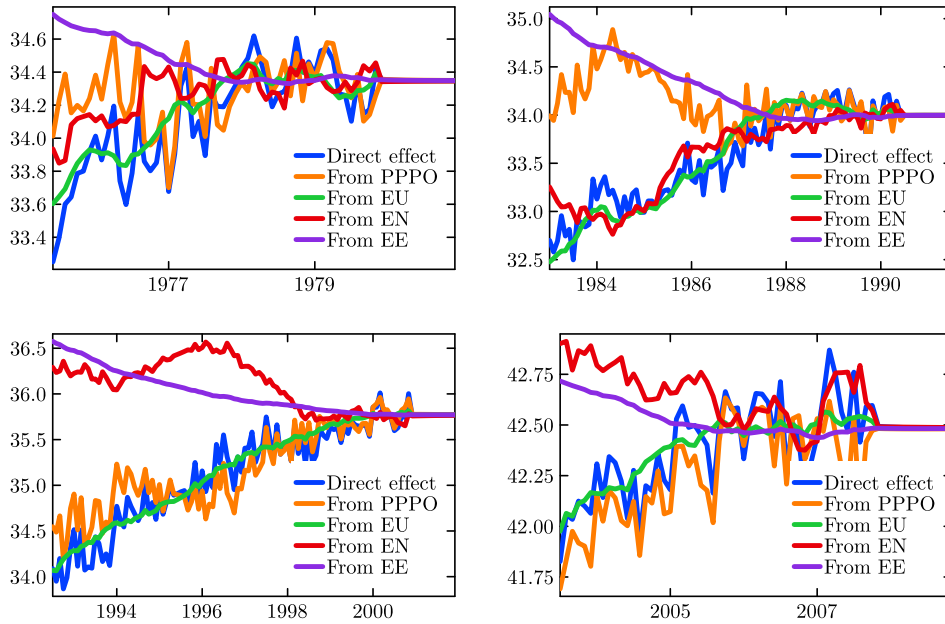 34.6
34.4
34.2
34.0
33.8
33.6
33.4
1977
1979
Direct effect
From PPPO
From EU
From EN
From EE
35.0
34.5
34.0
33.5
33.0
32.5
1984
1986
1988
1990
Direct effect
From PPPO
From EU
From EN
From EE
36.5
36.0
35.5
35.0
34.5
34.0
1994
1996
1998
2000
Direct effect
From PPPO
From EU
From EN
From EE
42.75
42.50
42.25
42.00
41.75
2005
2007
Direct effect
From PPPO
From EU
From EN
From EE